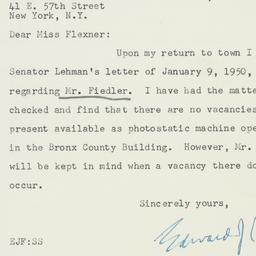 41 E. 57th Street
New York, N.Y.
Dear Miss Flexner:
Upon my return to town I
Senator Lehman's letter of January 9, 1950,
regarding Mr. Fiedler. I have had the matte
checked and find that there are no vacancies
present available as photostatic machine ope
in the Bronx County Building. However, Mr.
will be kept in mind when a vacancy there do
occur.
Sincerely yours,
Edward J
EJF:SS